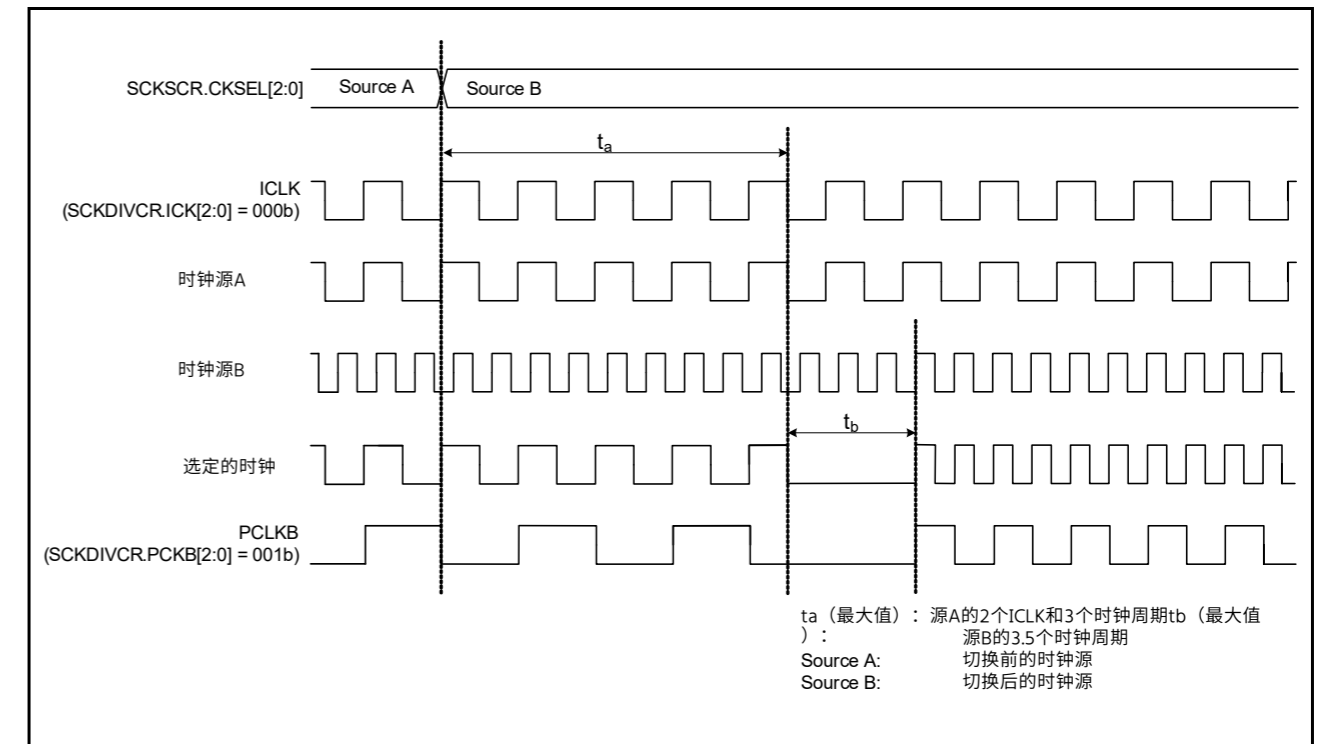 SCKSCR.CKSEL[2:0]
Source A
Source B
ta
ICLK
(SCKDIVCR.ICK[2:0] = 000b)
时钟源A
时钟源B
tb
选定的时钟
PCLKB
(SCKDIVCR.PCKB[2:0] = 001b)
ta（最大值）：源A的2个ICLK和3个时钟周期tb（最大值
）：源B的3.5个时钟周期
Source A: 切换前的时钟源
Source B: 切换后的时钟源